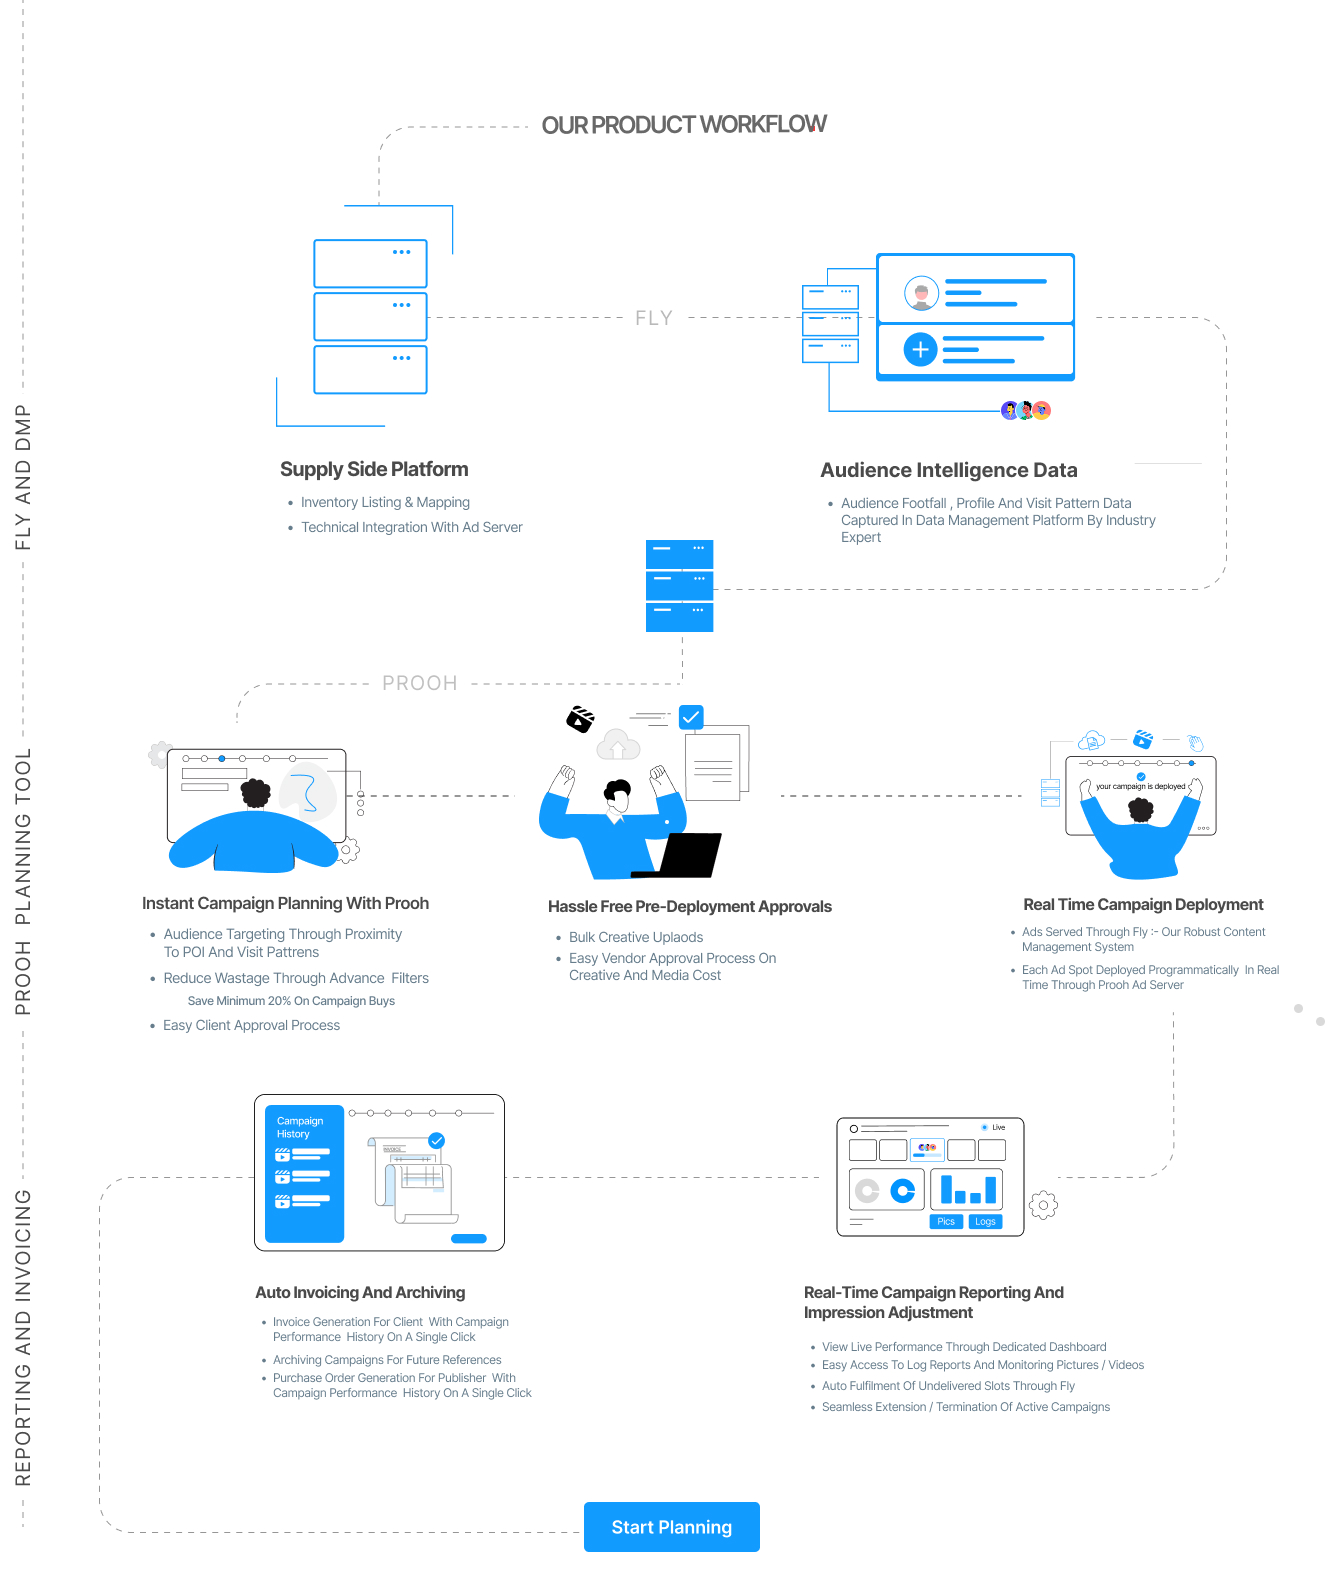 OUR PRODUCT WORKFLOW
FLY
FLY AND DMP
Supply Side Platform
• Inventory Listing & Mapping
• Technical Integration With Ad Server
Audience Intelligence Data
• Audience Footfall , Profile And Visit Pattern Data
Captured In Data Management Platform By Industry
Expert
PROOH
PROOH PLANNING TOOL
your campaign is deployed
Instant Campaign Planning With Prooh
• Audience Targeting Through Proximity
To POI And Visit Pattrens
• Reduce Wastage Through Advance Filters
Save Minimum 20% On Campaign Buys
• Easy Client Approval Process
Hassle Free Pre-Deployment Approvals
• Bulk Creative Uplaods
• Easy Vendor Approval Process On
Creative And Media Cost
Real Time Campaign Deployment
• Ads Served Through Fly :- Our Robust Content
Management System
• Each Ad Spot Deployed Programmatically In Real
Time Through Prooh Ad Server
REPORTING AND INVOICING
Campaign
History
INVOICE
Live
Pics
Logs
Auto Invoicing And Archiving
• Invoice Generation For Client With Campaign
Performance History On A Single Click
• Archiving Campaigns For Future References
• Purchase Order Generation For Publisher With
Campaign Performance History On A Single Click
Real-Time Campaign Reporting And
Impression Adjustment
• View Live Performance Through Dedicated Dashboard
• Easy Access To Log Reports And Monitoring Pictures / Videos
• Auto Fulfilment Of Undelivered Slots Through Fly
• Seamless Extension / Termination Of Active Campaigns
Start Planning